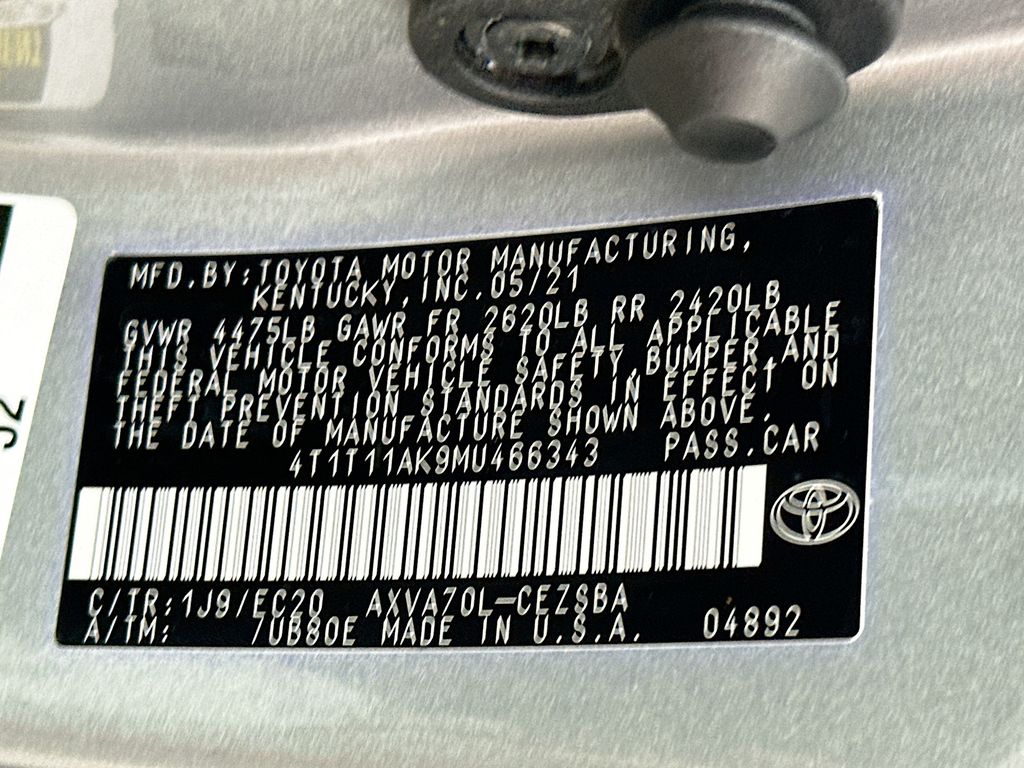 MFD.BY:TOYOTA MOTOR MANUFACTURING,
KENTUCKY,INC.05/21
GVWR 4475LB GAWR FR 2620LB RR 2420LB
THIS VEHICLE CONFORMS TO ALL APPLICABLE
FEDERAL MOTOR VEHICLE SAFETY,BUMPER,AND
THEFT PREVENTION STANDARDS IN EFFECT ON
THE DATE OF MANUFACTURE SHOWN ABOVE.
4T1T11AK9MU466343 PASS.CAR
C/TR:1J9/EC20 AXVA70L-CEZSBA
A/TM: /UB80E MADE IN U.S.A. 04892